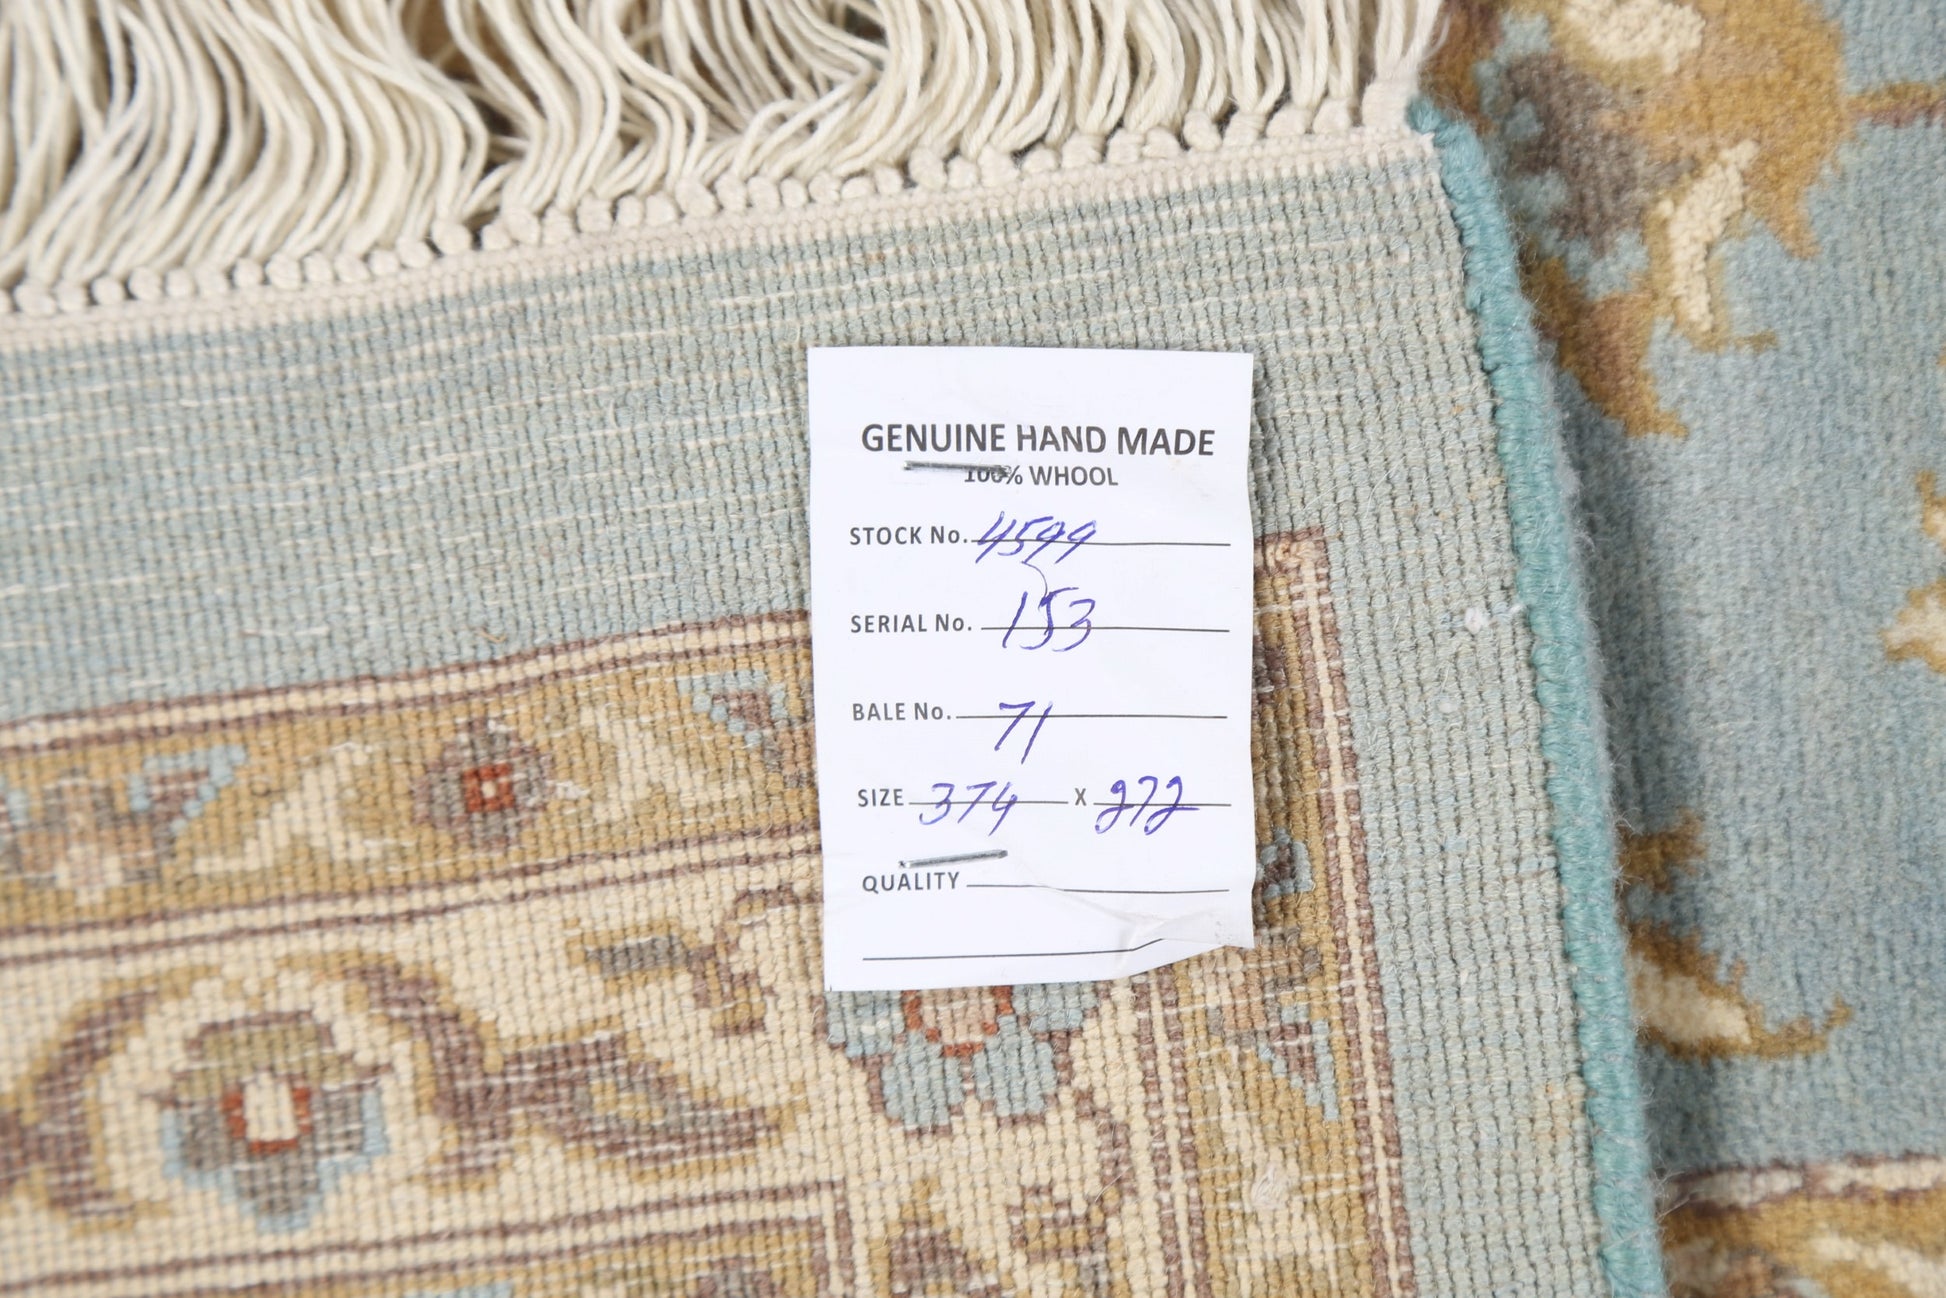 GENUINE HAND MADE
100% WHOOL
STOCK No. 4599
SERIAL No. 153
BALE No. 71
SIZE 374 X 272
QUALITY